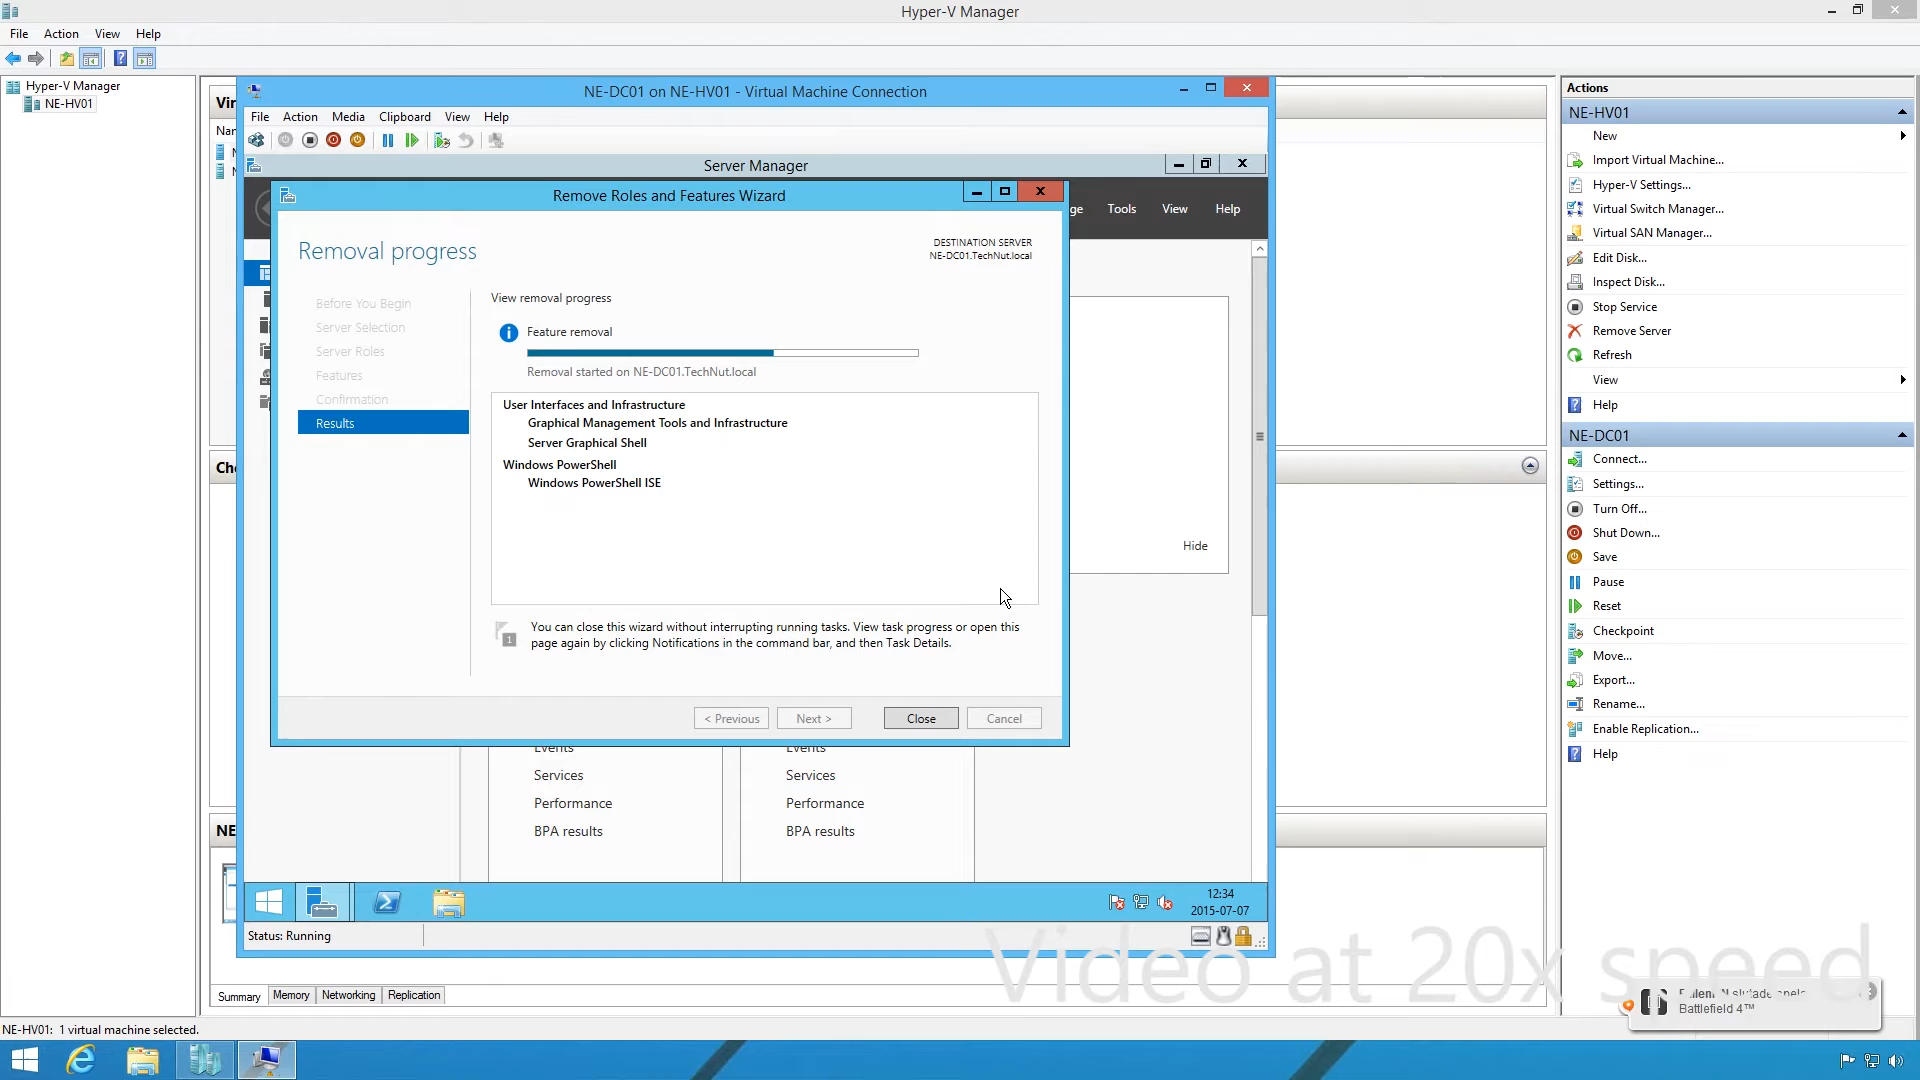 Hyper-V Manager
File Action View Help
Hyper-V Manager
NE-HV01
NE-DC01 on NE-HV01 - Virtual Machine Connection
File Action Media Clipboard View Help
Server Manager
Tools View Help
Remove Roles and Features Wizard
Removal progress
DESTINATION SERVER
NE-DC01.TechNut.local
Before You Begin
Server Selection
Server Roles
Features
Confirmation
Results
View removal progress
Feature removal
Removal started on NE-DC01.TechNut.local
User Interfaces and Infrastructure
Graphical Management Tools and Infrastructure
Server Graphical Shell
Windows PowerShell
Windows PowerShell ISE
You can close this wizard without interrupting running tasks. View task progress or open this
page again by clicking Notifications in the command bar, and then Task Details.
< Previous Next > Close Cancel
Hide
Events Events
Services Services
Performance Performance
BPA results BPA results
12:34
2015-07-07
Status: Running
Summary Memory Networking Replication
NE-HV01: 1 virtual machine selected.
Actions
NE-HV01
New
Import Virtual Machine...
Hyper-V Settings...
Virtual Switch Manager...
Virtual SAN Manager...
Edit Disk...
Inspect Disk...
Stop Service
Remove Server
Refresh
View
Help
NE-DC01
Connect...
Settings...
Turn Off...
Shut Down...
Save
Pause
Reset
Checkpoint
Move...
Export...
Rename...
Enable Replication...
Help
Video at 20x speed
Battlefield 4™